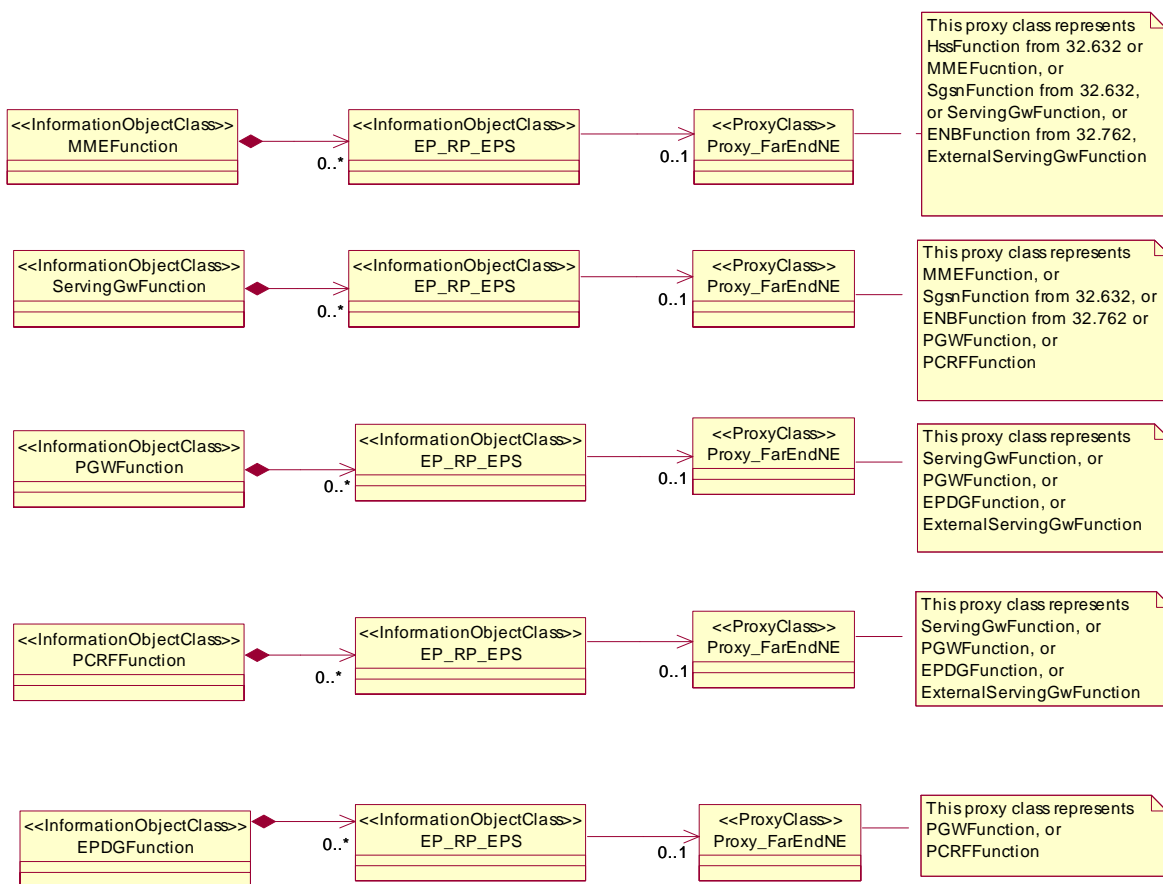 This proxy class represents
HssFunction from 32.632 or
MMEFucntion, or
SgsnFunction from 32.632,
or ServingGwFunction, or
ENBFunction from 32.762,
ExternalServingGwFunction
<<InformationObjectClass>>
MMEFunction
0..*
<<InformationObjectClass>>
EP_RP_EPS
0..1
<<ProxyClass>>
Proxy_FarEndNE
<<InformationObjectClass>>
ServingGwFunction
0..*
<<InformationObjectClass>>
EP_RP_EPS
0..1
<<ProxyClass>>
Proxy_FarEndNE
This proxy class represents
MMEFunction, or
SgsnFunction from 32.632, or
ENBFunction from 32.762 or
PGWFunction, or
PCRFFunction
<<InformationObjectClass>>
PGWFunction
0..*
<<InformationObjectClass>>
EP_RP_EPS
0..1
<<ProxyClass>>
Proxy_FarEndNE
This proxy class represents
ServingGwFunction, or
PGWFunction, or
EPDGFunction, or
ExternalServingGwFunction
<<InformationObjectClass>>
PCRFFunction
0..*
<<InformationObjectClass>>
EP_RP_EPS
0..1
<<ProxyClass>>
Proxy_FarEndNE
This proxy class represents
ServingGwFunction, or
PGWFunction, or
EPDGFunction, or
ExternalServingGwFunction
<<InformationObjectClass>>
EPDGFunction
0..*
<<InformationObjectClass>>
EP_RP_EPS
0..1
<<ProxyClass>>
Proxy_FarEndNE
This proxy class represents
PGWFunction, or
PCRFFunction